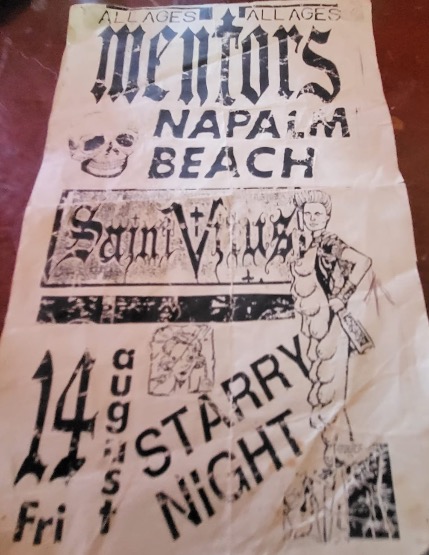 ALL AGES ALL AGES
mentors
NAPALM
BEACH
Saint Vitus
14 august
Fri
STARRY
NiGHT